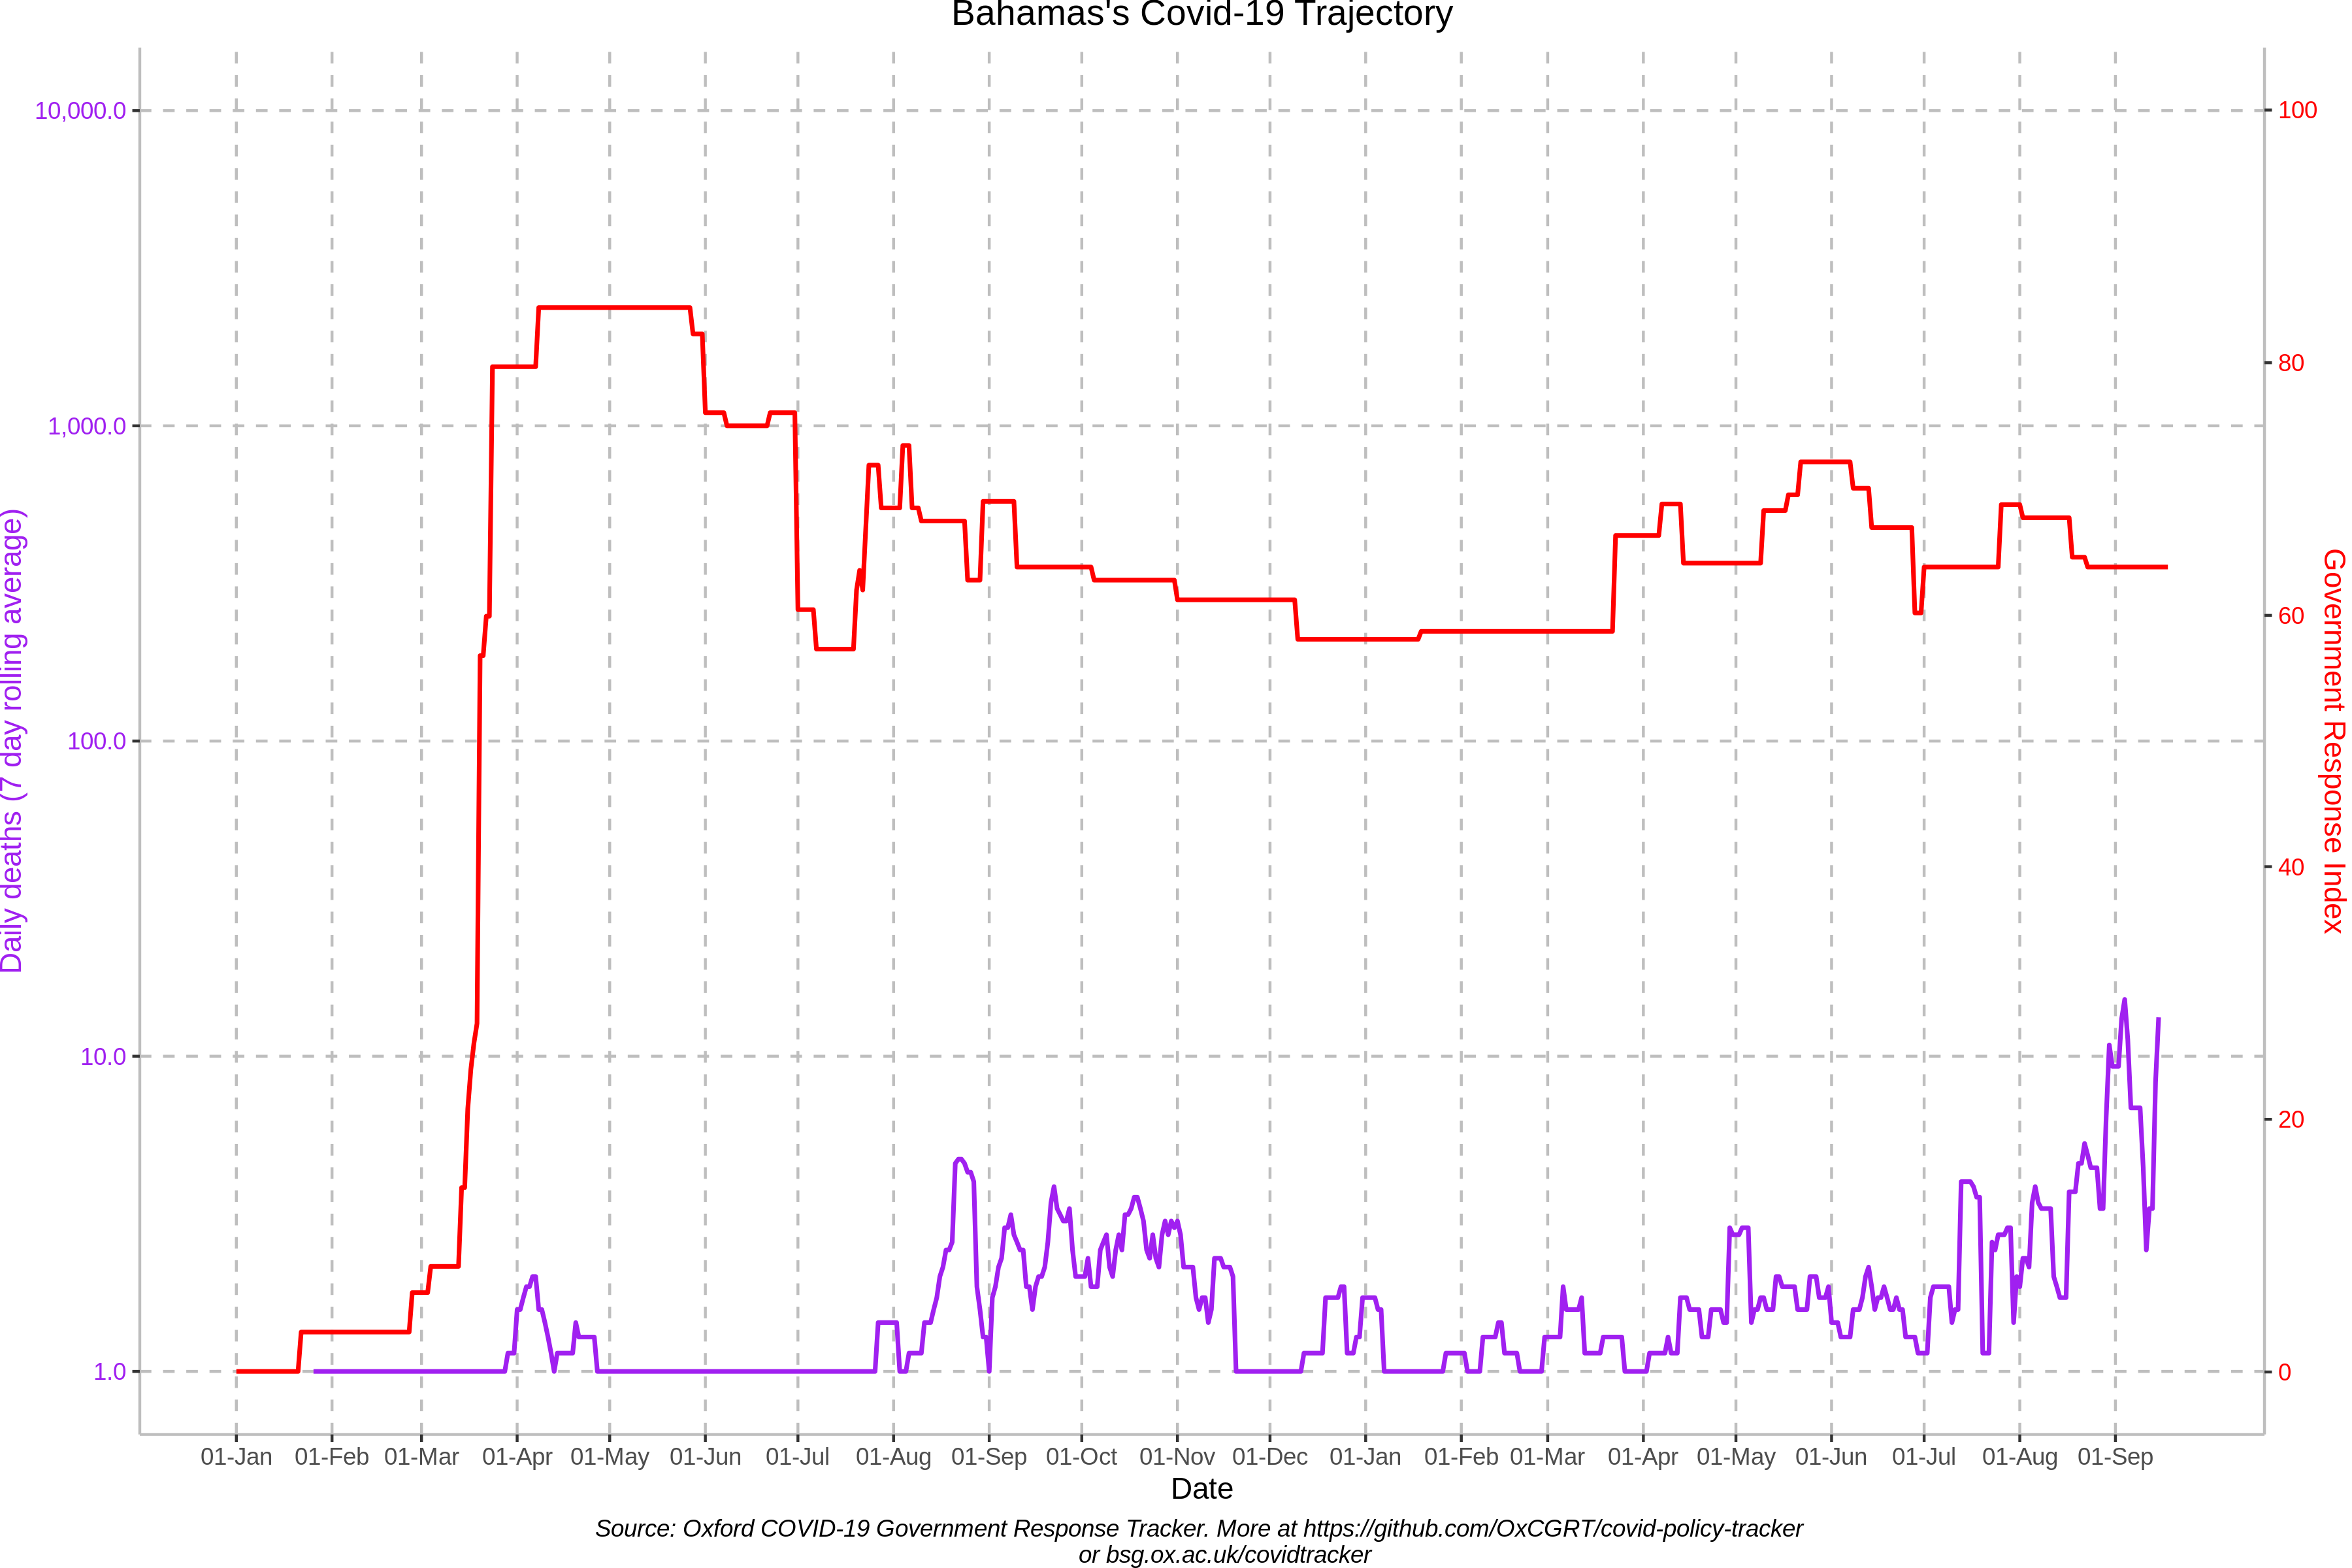 Bahamas's Covid-19 Trajectory
10,000.0
1,000.0
100.0
10.0
1.0
Daily deaths (7 day rolling average)
100
80
60
40
20
0
Government Response Index
01-Jan 01-Feb 01-Mar 01-Apr 01-May 01-Jun 01-Jul 01-Aug 01-Sep 01-Oct 01-Nov 01-Dec 01-Jan 01-Feb 01-Mar 01-Apr 01-May 01-Jun 01-Jul 01-Aug 01-Sep
Date
Source: Oxford COVID-19 Government Response Tracker. More at https://github.com/OxCGRT/covid-policy-tracker
or bsg.ox.ac.uk/covidtracker